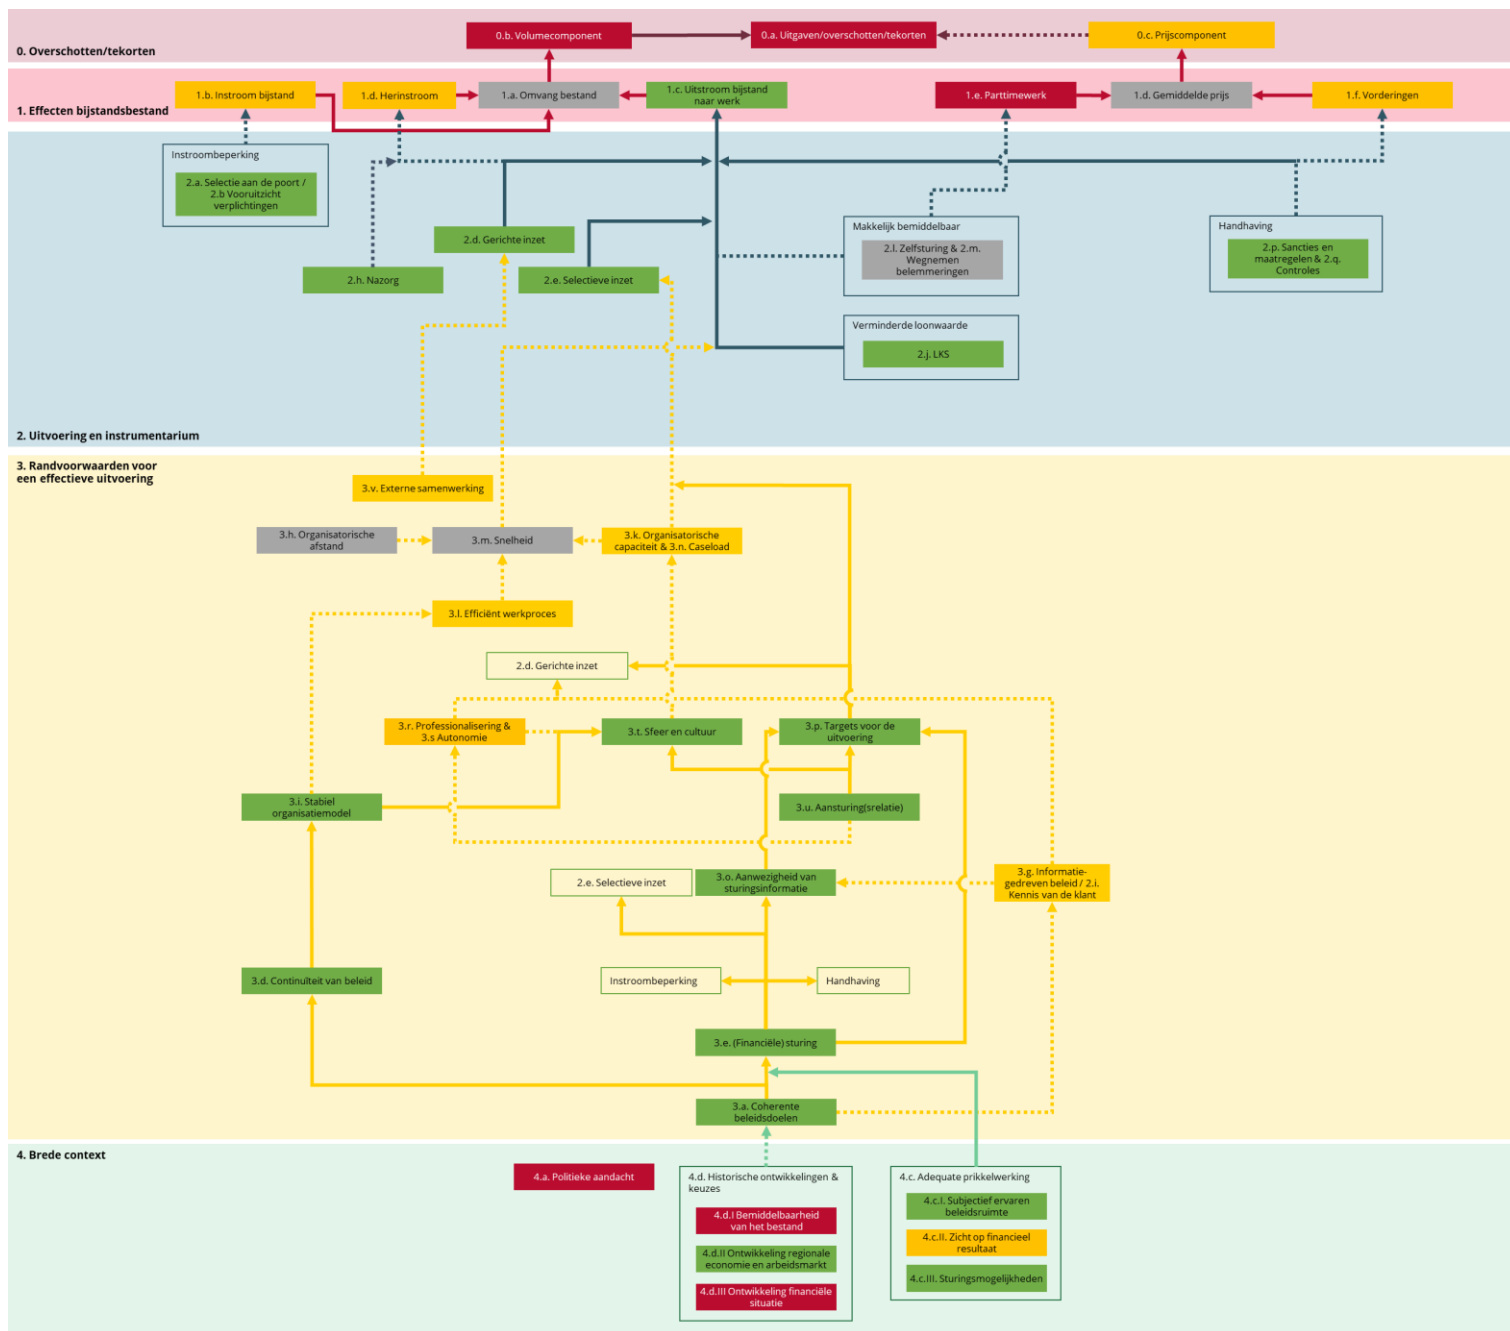 0.b. Volumecomponent
0.a. Uitgaven/overschotten/tekorten
0.c. Prijscomponent
0. Overschotten/tekorten
1.b. Instroom bijstand
1.d. Herinstroom
1.a. Omvang bestand
1.c. Uitstroom bijstand
naar werk
1.e. Parttimewerk
1.d. Gemiddelde prijs
1.f. Vorderingen
1. Effecten bijstandsbestand
Instroombeperking
2.a. Selectie aan de poort /
2.b Vooruitzicht
verplichtingen
2.d. Gerichte inzet
2.h. Nazorg
2.e. Selectieve inzet
Makkelijk bemiddelbaar
2.l. Zelfsturing & 2.m.
Wegnemen
belemmeringen
Handhaving
2.p. Sancties en
maatregelen & 2.q.
Controles
Verminderde loonwaarde
2.j. LKS
2. Uitvoering en instrumentarium
3. Randvoorwaarden voor
een effectieve uitvoering
3.v. Externe samenwerking
3.h. Organisatorische
afstand
3.m. Snelheid
3.k. Organisatorische
capaciteit & 3.n. Caseload
3.l. Efficiënt werkproces
2.d. Gerichte inzet
3.r. Professionalisering &
3.s Autonomie
3.t. Sfeer en cultuur
3.p. Targets voor de
uitvoering
3.i. Stabiel
organisatiemodel
3.u. Aansturing(srelatie)
2.e. Selectieve inzet
3.o. Aanwezigheid van
sturingsinformatie
3.g. Informatie-
gedreven beleid / 2.i.
Kennis van de klant
3.d. Continuïteit van beleid
Instroombeperking
Handhaving
3.e. (Financiële) sturing
3.a. Coherente
beleidsdoelen
4. Brede context
4.a. Politieke aandacht
4.d. Historische ontwikkelingen &
keuzes
4.d.I Bemiddelbaarheid
van het bestand
4.d.II Ontwikkeling regionale
economie en arbeidsmarkt
4.d.III Ontwikkeling financiële
situatie
4.c. Adequate prikkelwerking
4.c.I. Subjectief ervaren
beleidsruimte
4.c.II. Zicht op financieel
resultaat
4.c.III. Sturingsmogelijkheden